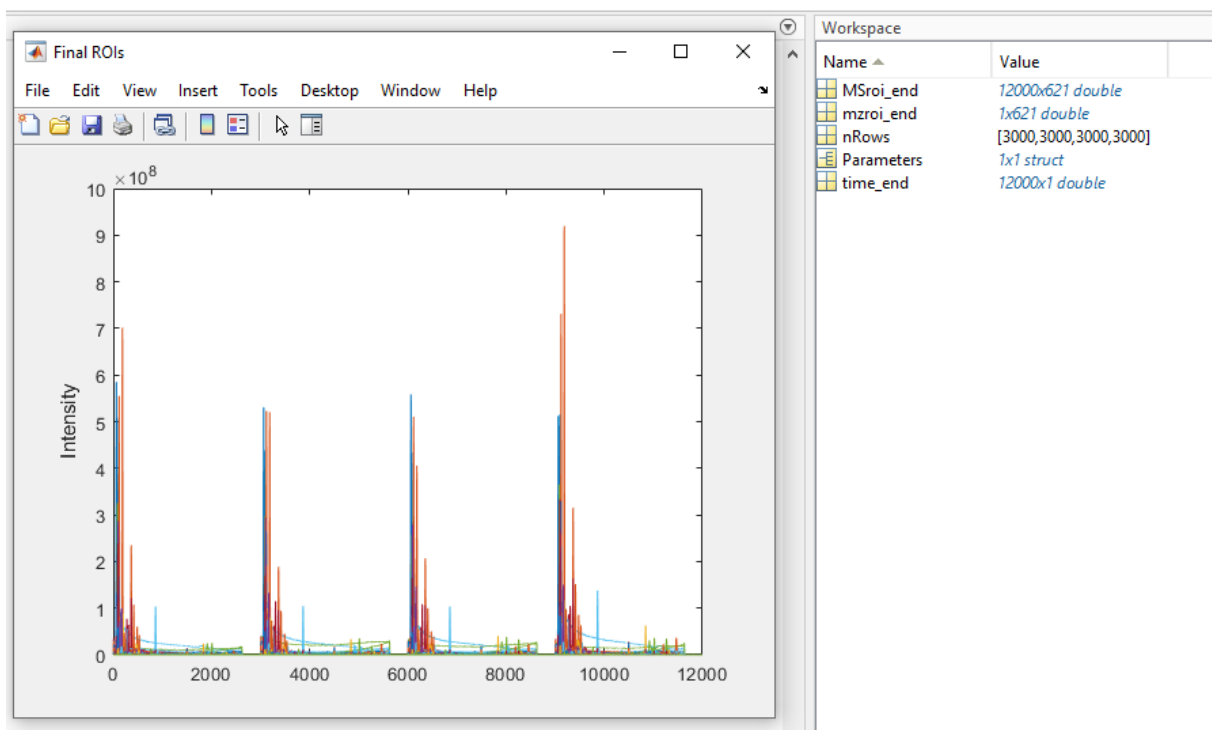 Final ROIs
File Edit View Insert Tools Desktop Window Help
×10⁸
10
9
8
7
6
5
4
3
2
1
0
Intensity
0 2000 4000 6000 8000 10000 12000
Workspace
Name Value
MSroi_end 12000x621 double
mzroi_end 1x621 double
nRows [3000,3000,3000,3000]
Parameters 1x1 struct
time_end 12000x1 double